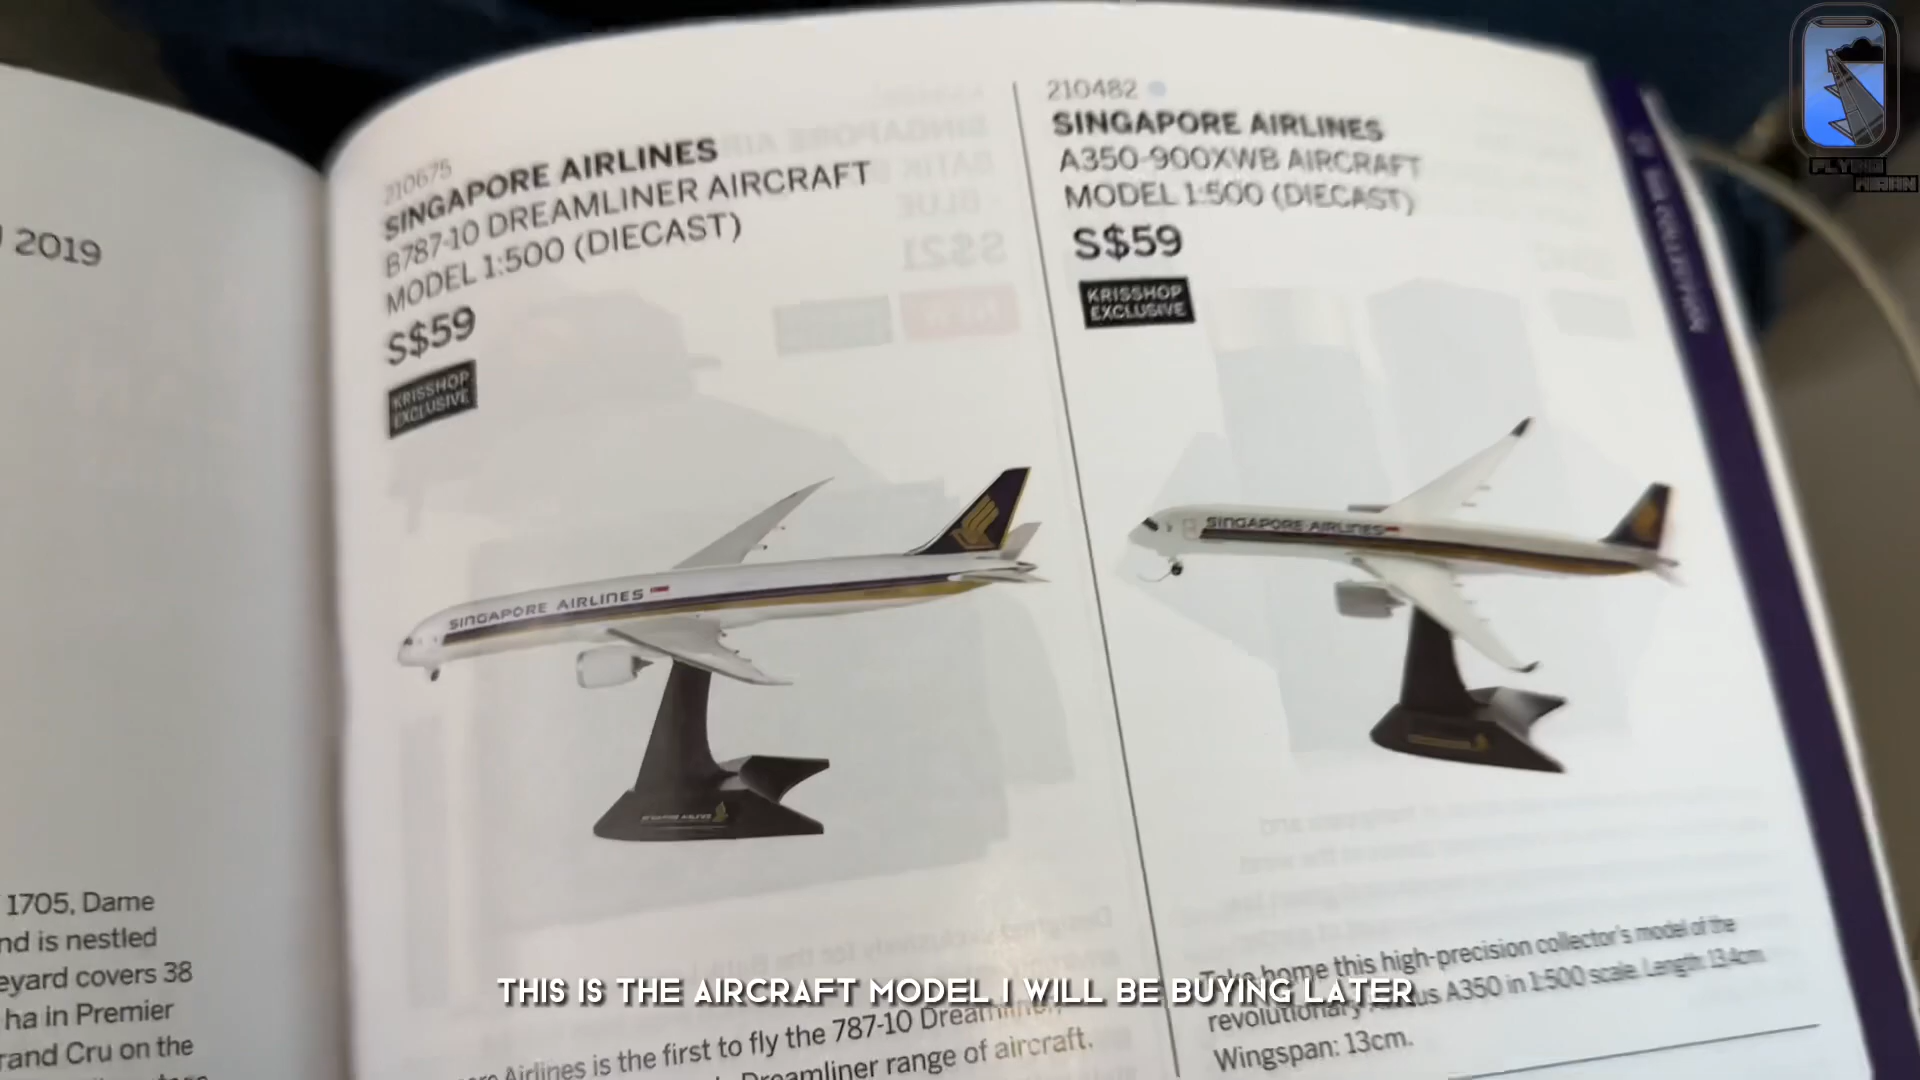 2019
1705, Dame
nd is nestled
eyard covers 38
ha in Premier
rand Cru on the
210675
SINGAPORE AIRLINES
B787-10 DREAMLINER AIRCRAFT
MODEL 1:500 (DIECAST)
S$59
KRISSHOP
EXCLUSIVE
SINGAPORE AIRLINES
SINGAPORE AIRLINES
Airlines is the first to fly the 787-10 Dreamliner,
Dreamliner range of aircraft.
210482
SINGAPORE AIRLINES
A350-900XWB AIRCRAFT
MODEL 1:500 (DIECAST)
S$59
KRISSHOP
EXCLUSIVE
SINGAPORE AIRLINES
Take home this high-precision collector's model of the
revolutionary Airbus A350 in 1:500 scale. Length: 13.4cm
Wingspan: 13cm.
THIS IS THE AIRCRAFT MODEL I WILL BE BUYING LATER
FLYING